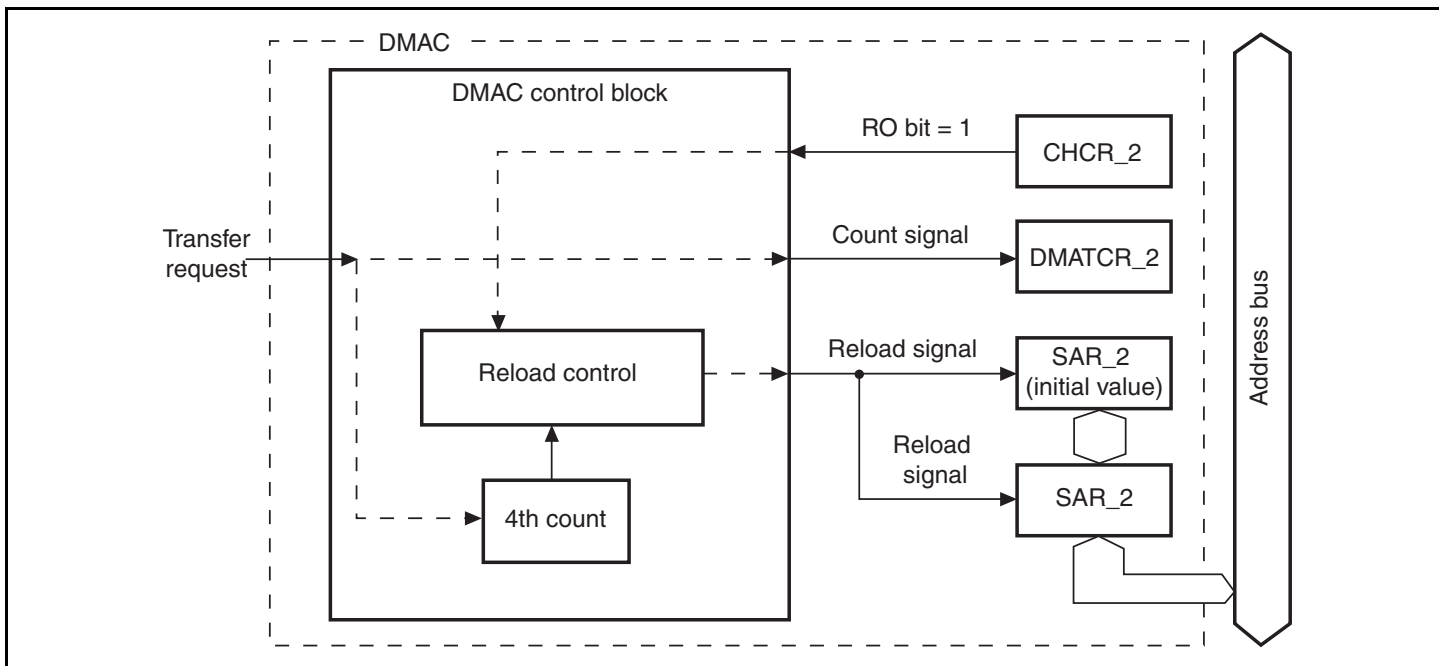 DMAC
DMAC control block
RO bit = 1
CHCR_2
Transfer
request
Count signal
DMATCR_2
Reload control
Reload signal
SAR_2
(initial value)
Reload
signal
SAR_2
4th count
Address bus